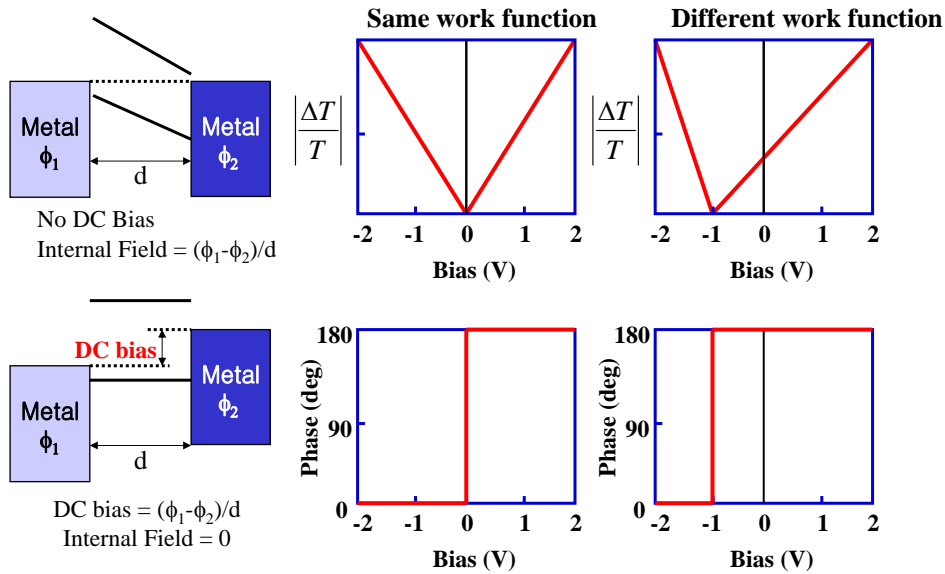 Same work function
Different work function
Metal
ϕ₁
Metal
ϕ₂
d
No DC Bias
Internal Field = (ϕ₁-ϕ₂)/d
|ΔT/T|
-2 -1 0 1 2
Bias (V)
|ΔT/T|
-2 -1 0 1 2
Bias (V)
DC bias
Metal
ϕ₁
Metal
ϕ₂
d
DC bias = (ϕ₁-ϕ₂)/d
Internal Field = 0
Phase (deg)
180
90
0
-2 -1 0 1 2
Bias (V)
Phase (deg)
180
90
0
-2 -1 0 1 2
Bias (V)